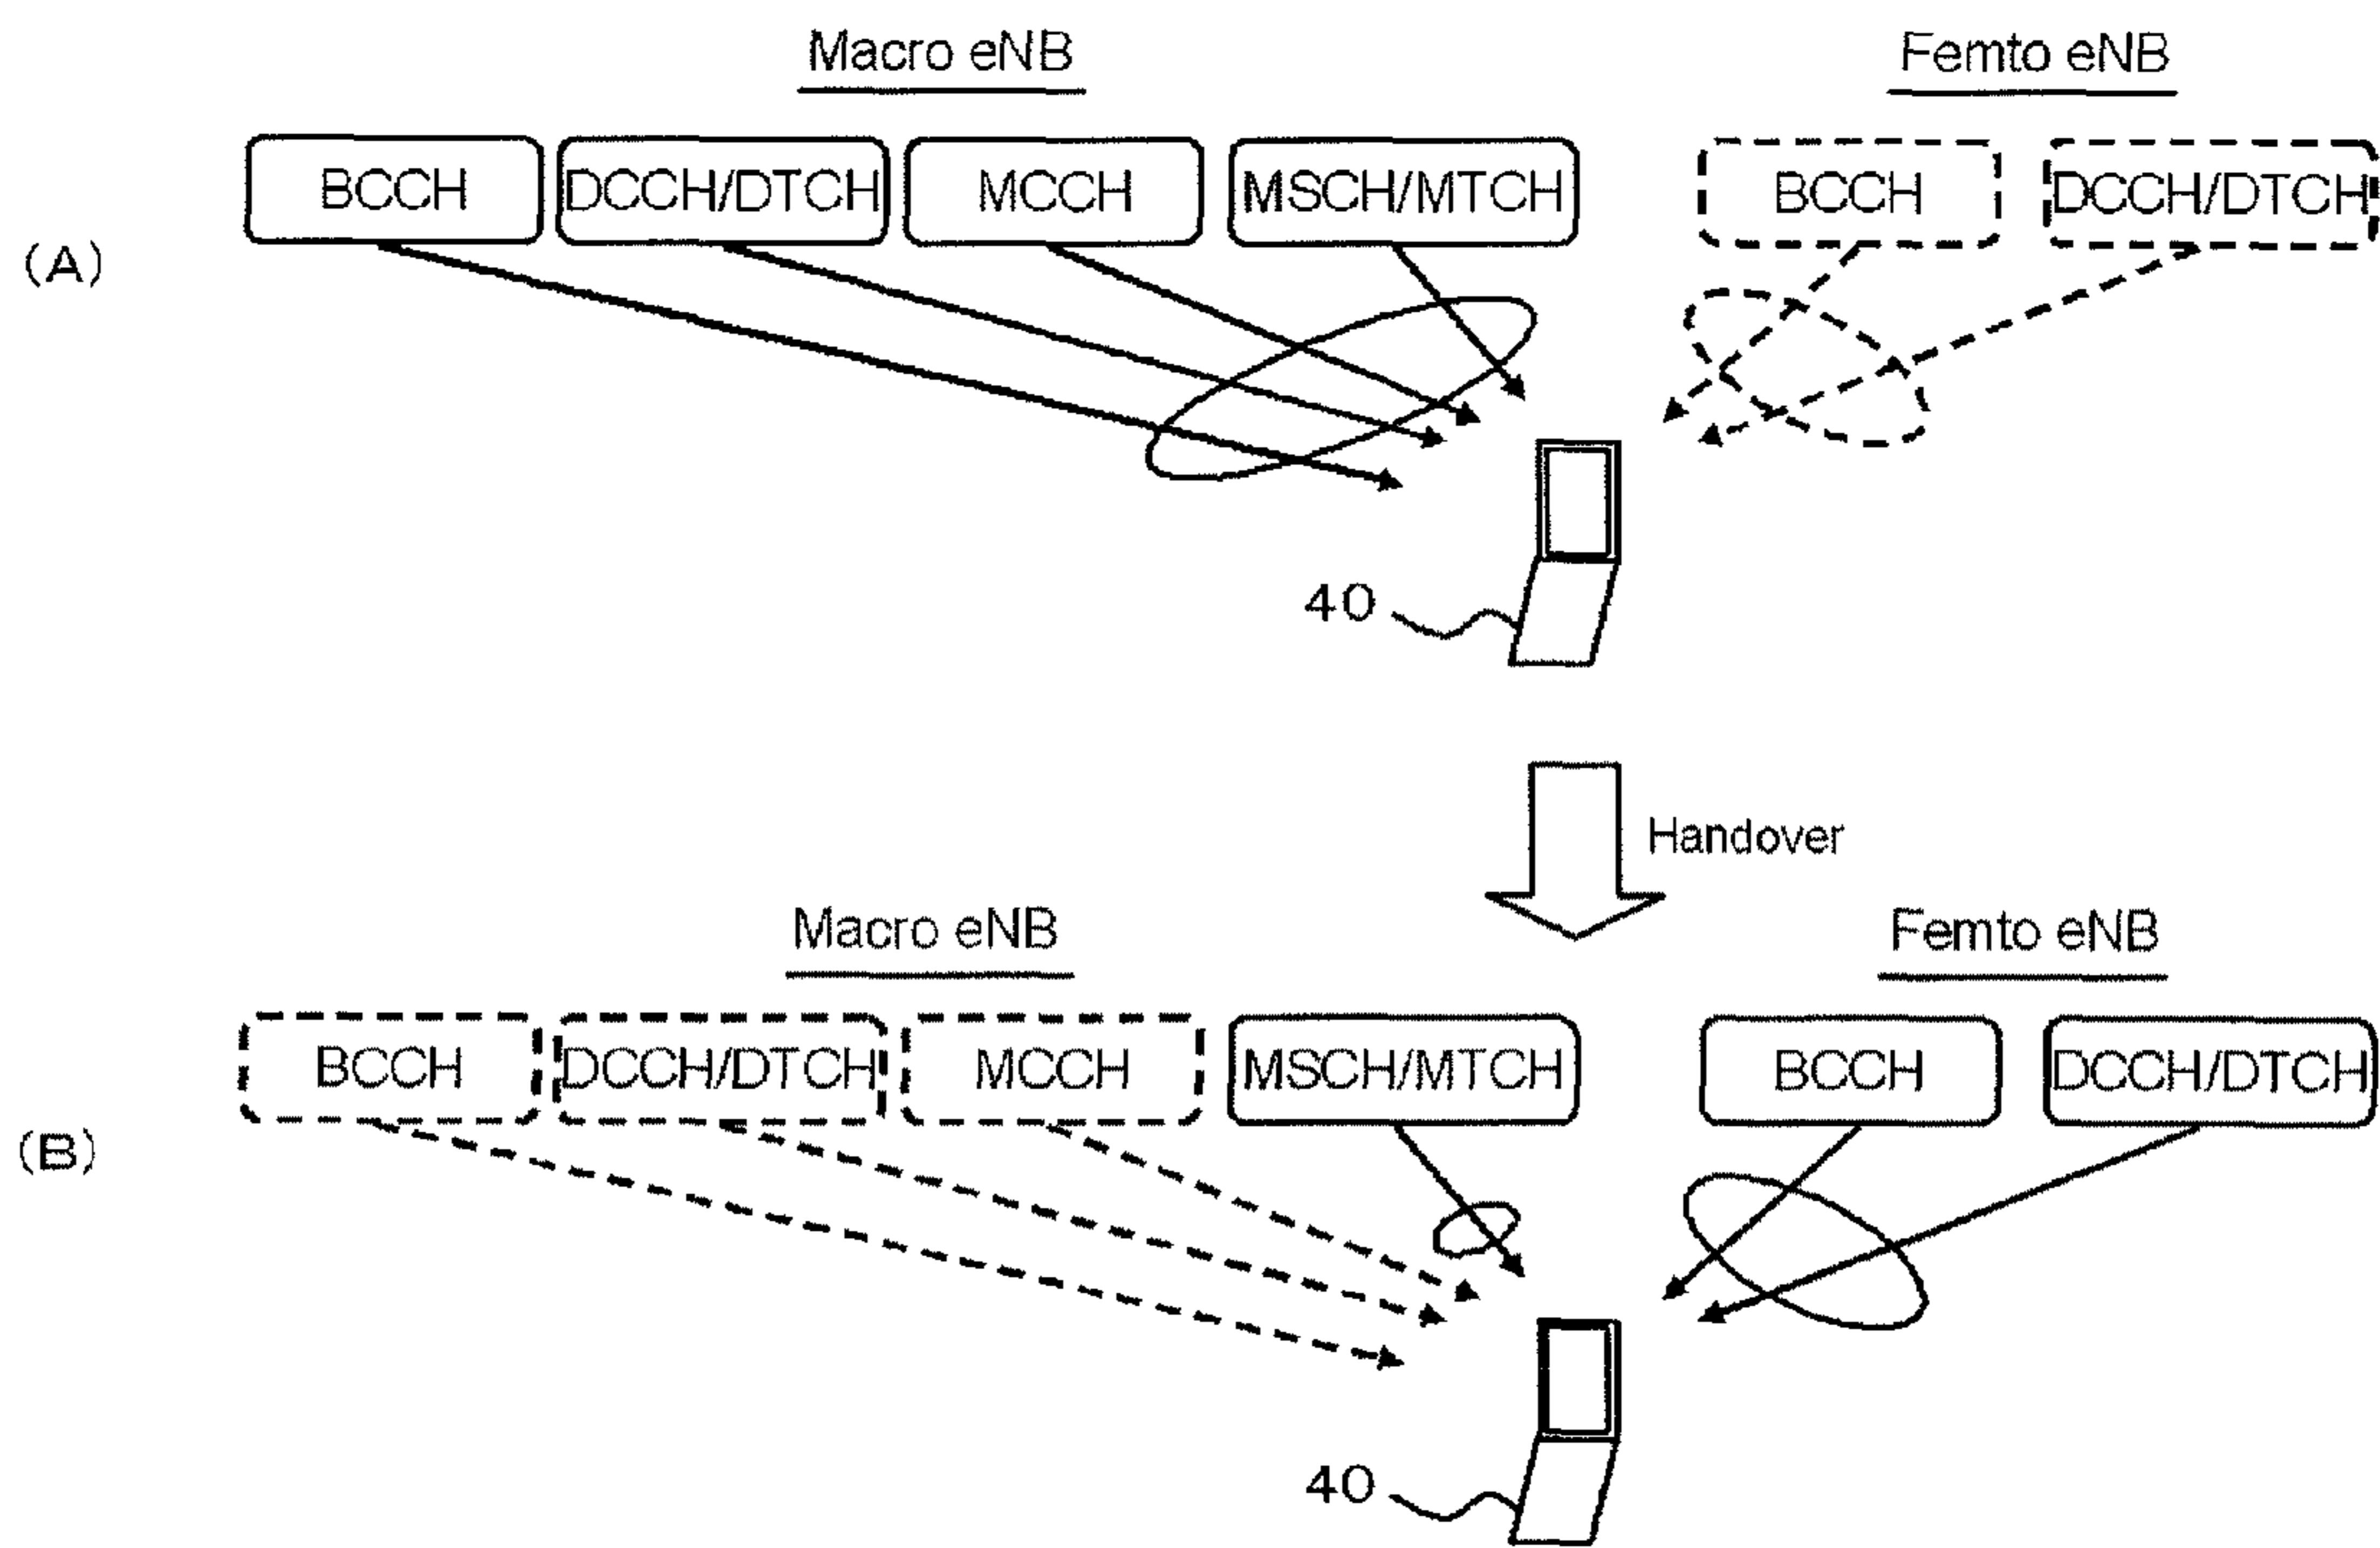 Macro eNB
Femto eNB
BCCH
DCCH/DTCH
MCCH
MSCH/MTCH
BCCH
DCCH/DTCH
(A)
40
Handover
Macro eNB
Femto eNB
BCCH
DCCH/DTCH
MCCH
MSCH/MTCH
BCCH
DCCH/DTCH
(B)
40